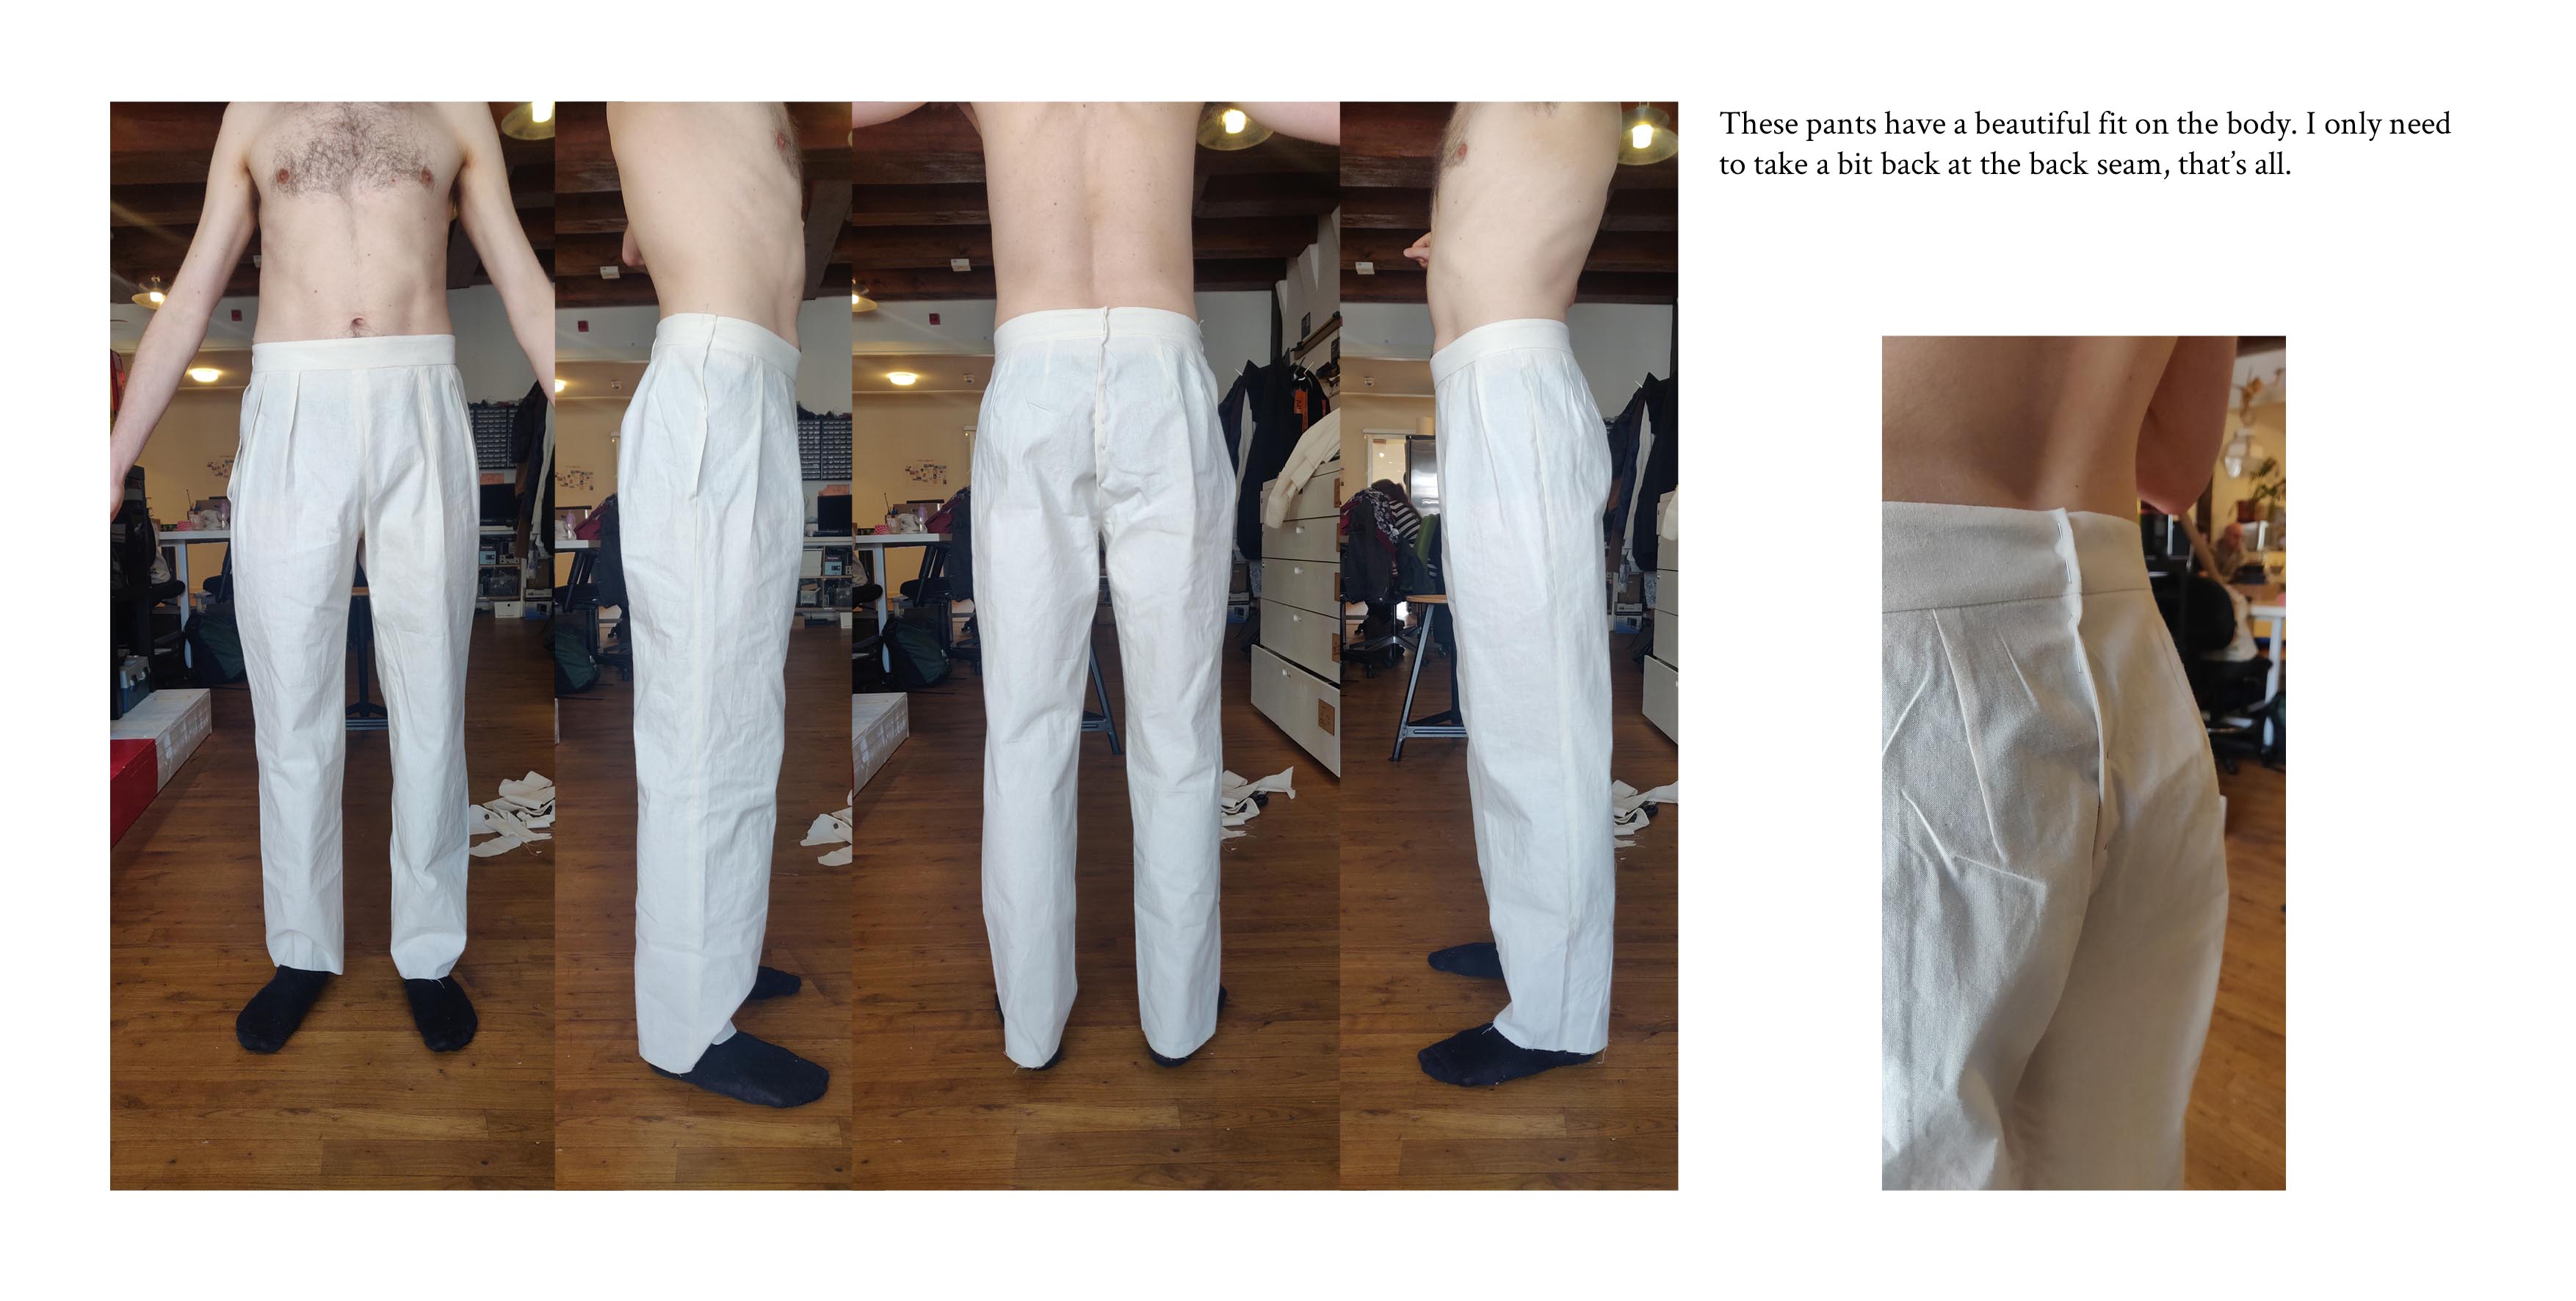 These pants have a beautiful fit on the body. I only need
to take a bit back at the back seam, that’s all.